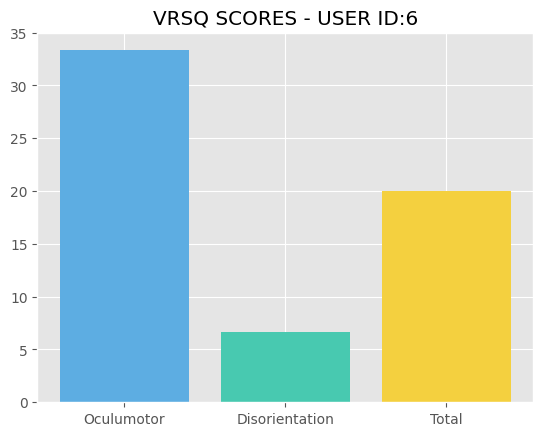 VRSQ SCORES - USER ID:6
35
30
25
20
15
10
5
0
Oculumotor
Disorientation
Total